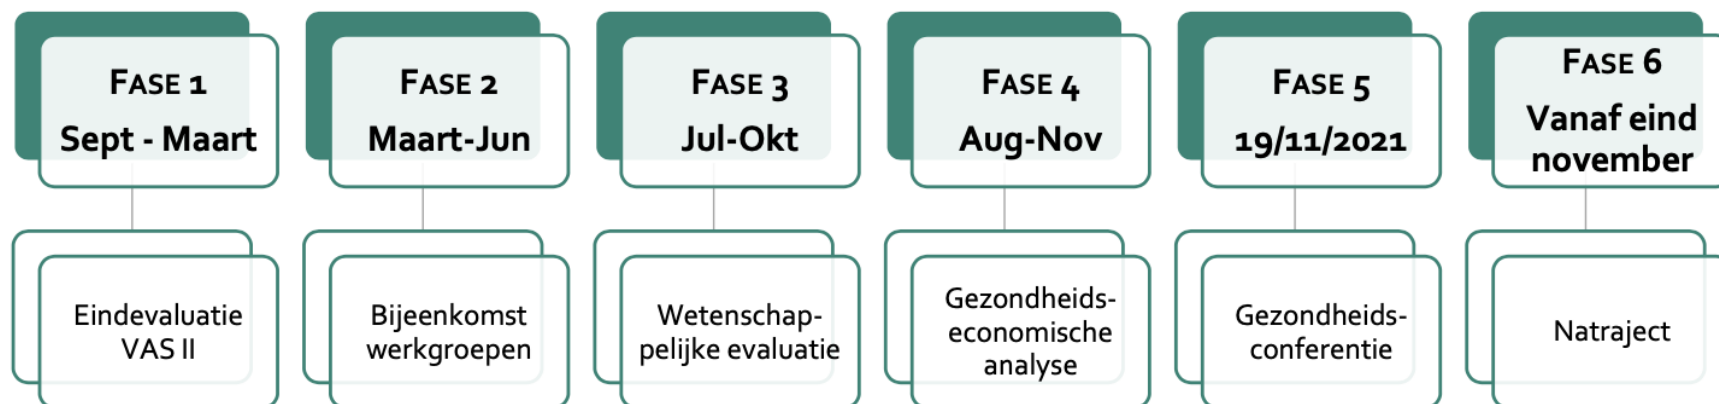 FASE 1
Sept - Maart
FASE 2
Maart-Jun
FASE 3
Jul-Okt
FASE 4
Aug-Nov
FASE 5
19/11/2021
FASE 6
Vanaf eind
november
Eindevaluatie
VAS II
Bijeenkomst
werkgroepen
Wetenschap-
pelijke evaluatie
Gezondheids-
economische
analyse
Gezondheids-
conferentie
Natraject